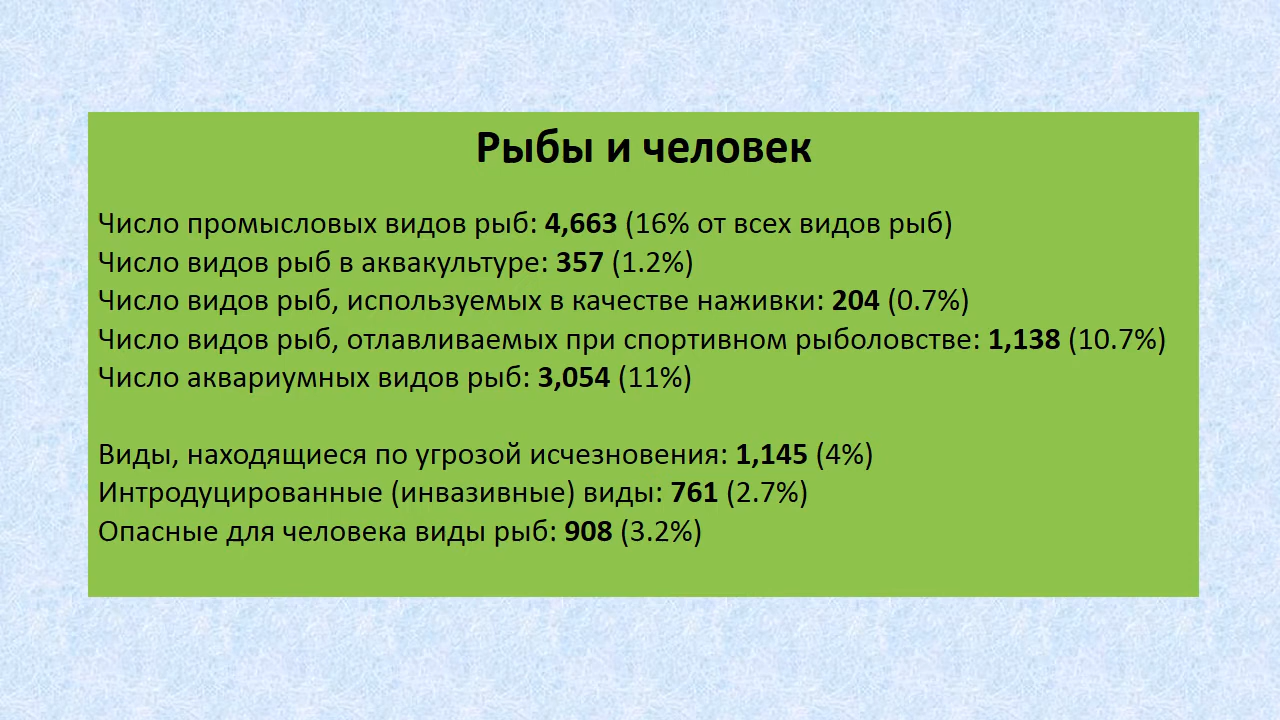 Рыбы и человек
Число промысловых видов рыб: 4,663 (16% от всех видов рыб)
Число видов рыб в аквакультуре: 357 (1.2%)
Число видов рыб, используемых в качестве наживки: 204 (0.7%)
Число видов рыб, отлавливаемых при спортивном рыболовстве: 1,138 (10.7%)
Число аквариумных видов рыб: 3,054 (11%)
Виды, находящиеся по угрозой исчезновения: 1,145 (4%)
Интродуцированные (инвазивные) виды: 761 (2.7%)
Опасные для человека виды рыб: 908 (3.2%)